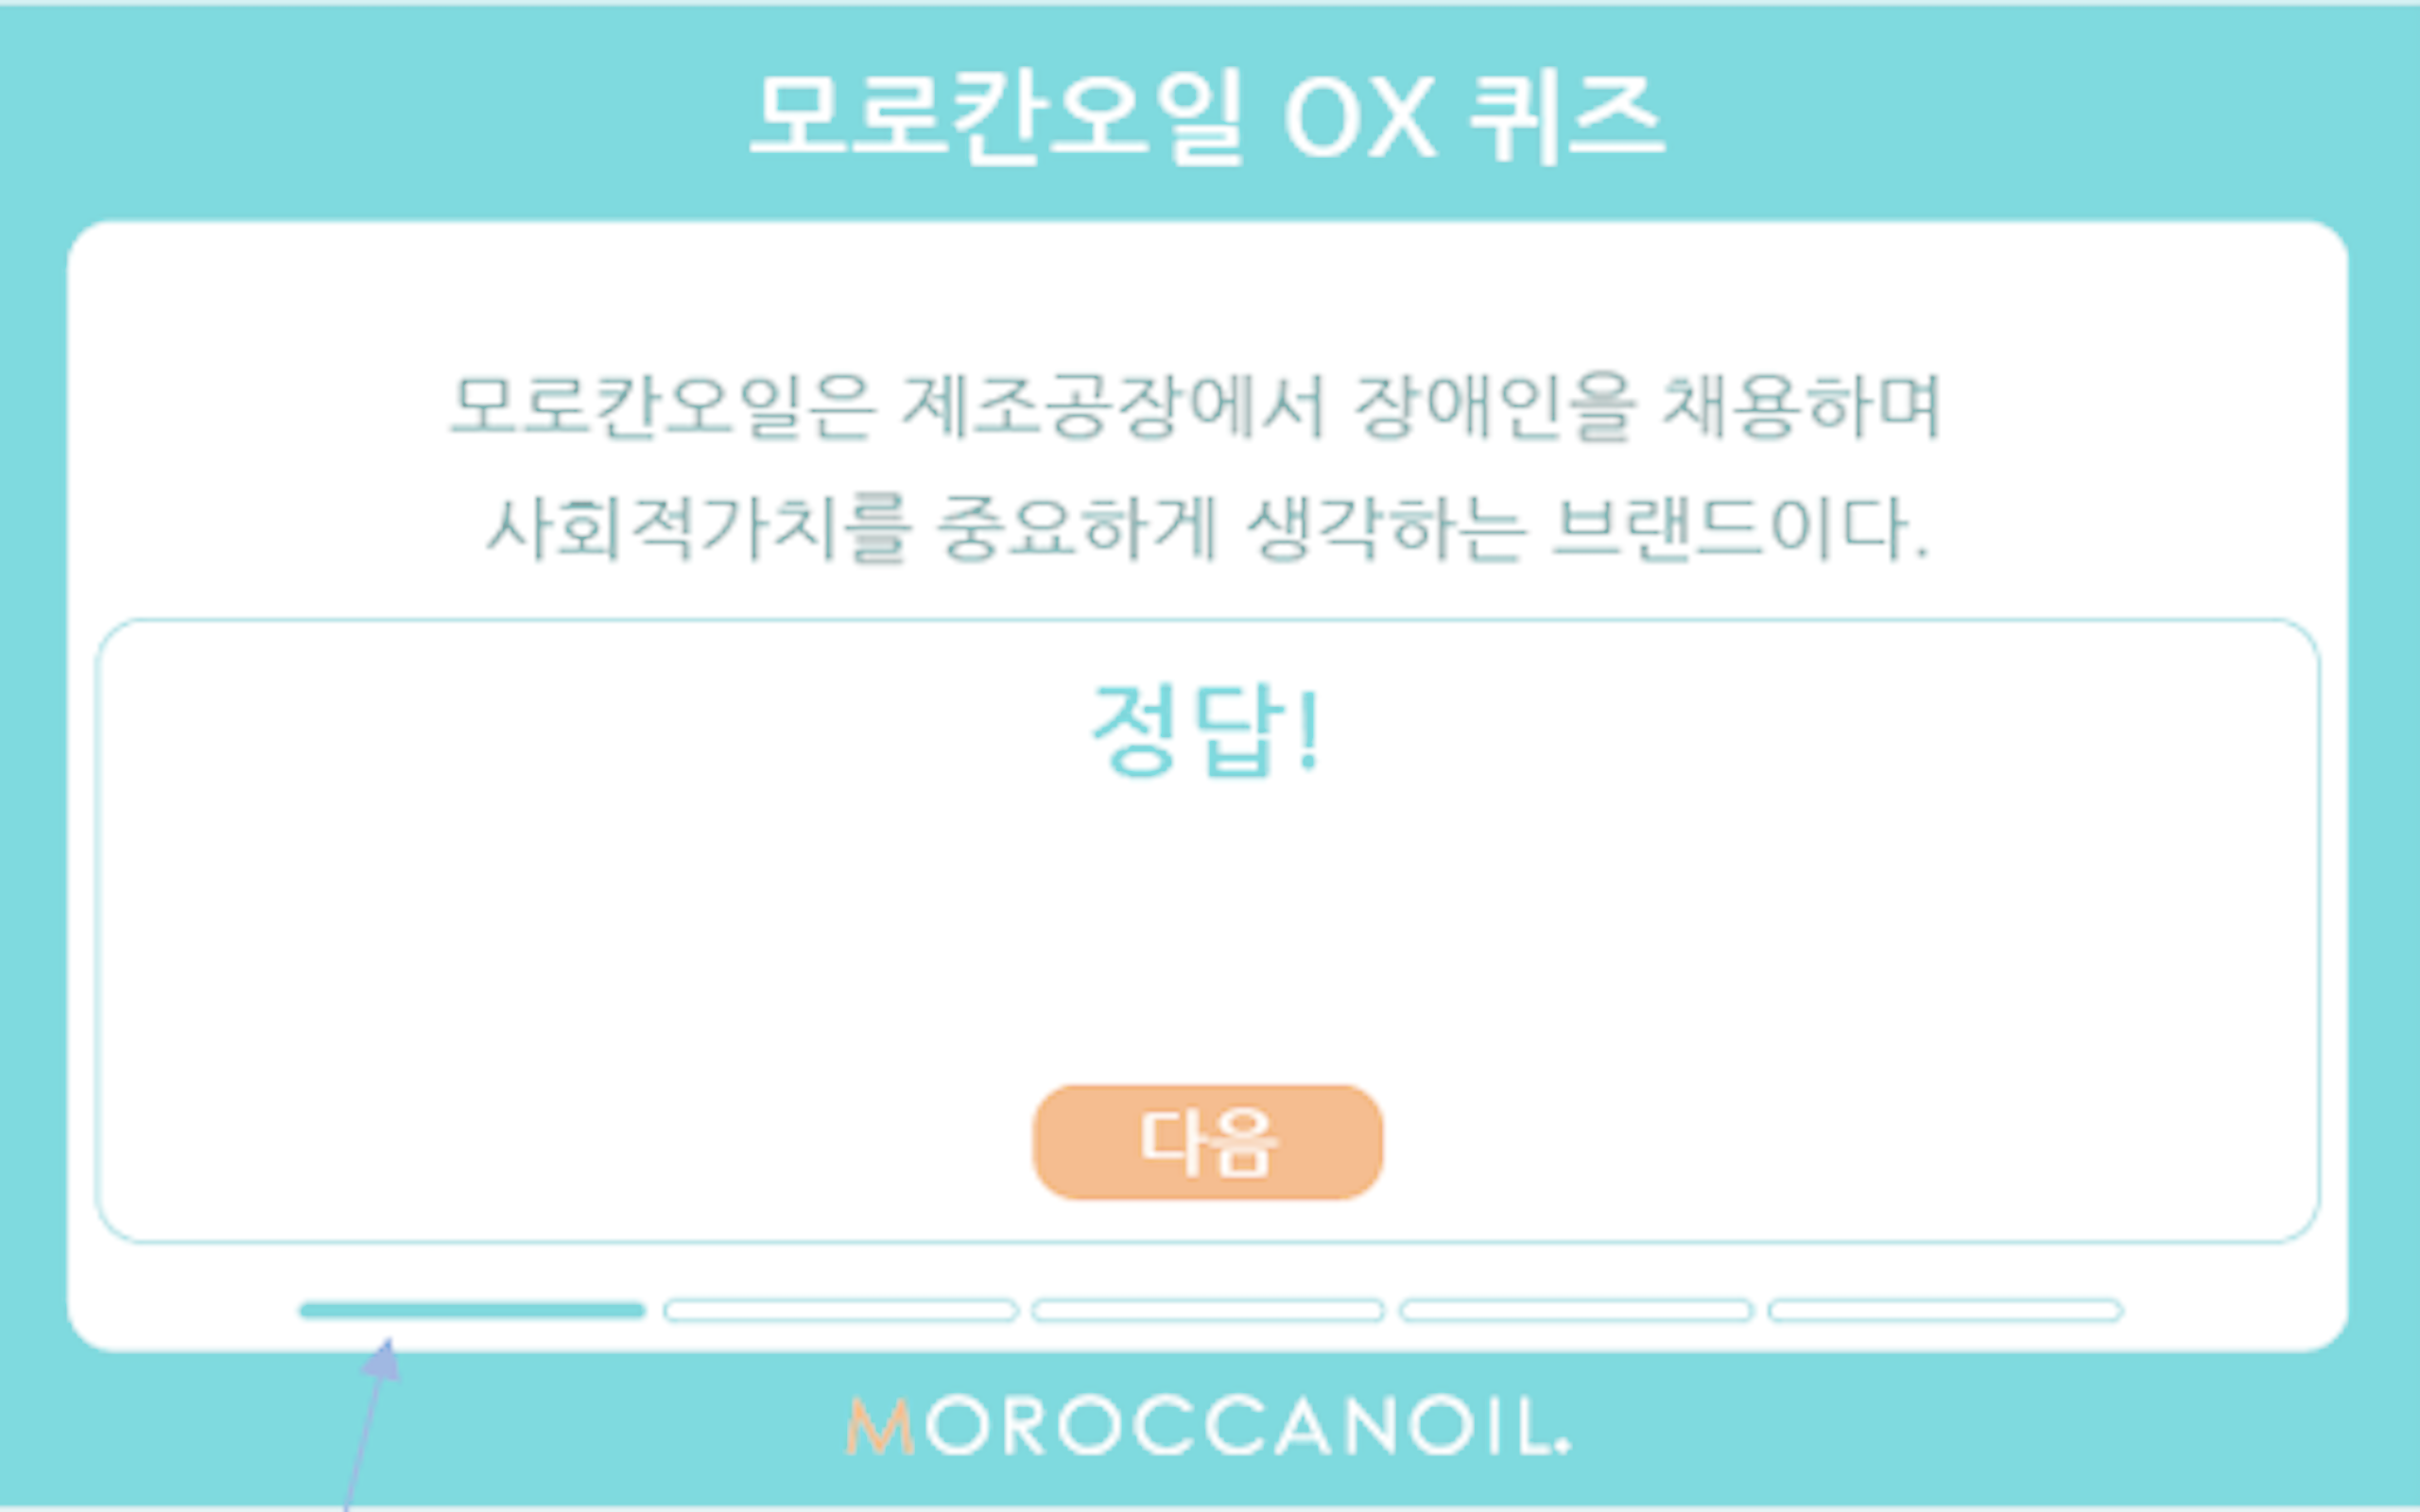 모로칸오일 OX 퀴즈
모로칸오일은 제조공장에서 장애인을 채용하며
사회적가치를 중요하게 생각하는 브랜드이다.
정답!
다음
MOROCCANOIL.